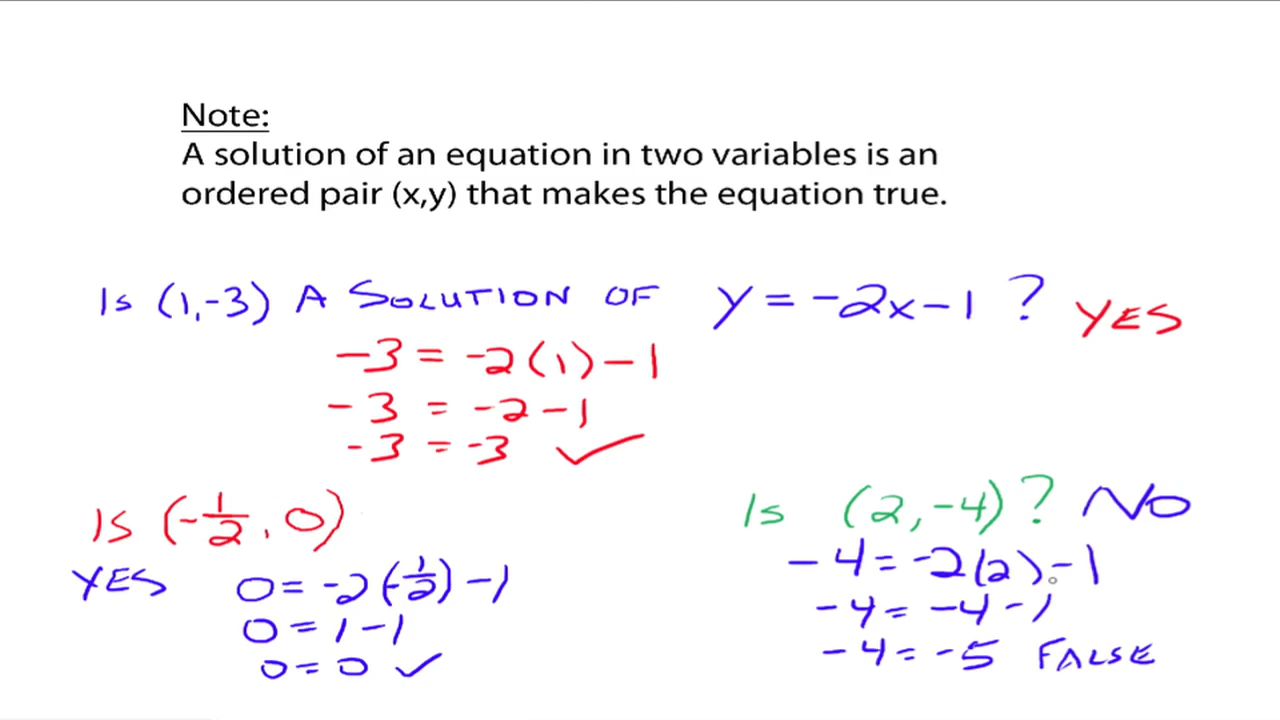 Note:
A solution of an equation in two variables is an
ordered pair (x,y) that makes the equation true.
Is (1,-3) A SOLUTION OF y = -2x-1 ? YES
-3 = -2(1)-1
-3 = -2-1
-3 = -3 ✓
Is (-1/2, 0)
YES 0 = -2(-1/2)-1
0 = 1-1
0 = 0 ✓
Is (2,-4)? NO
-4 = -2(2)-1
-4 = -4-1
-4 = -5 FALSE